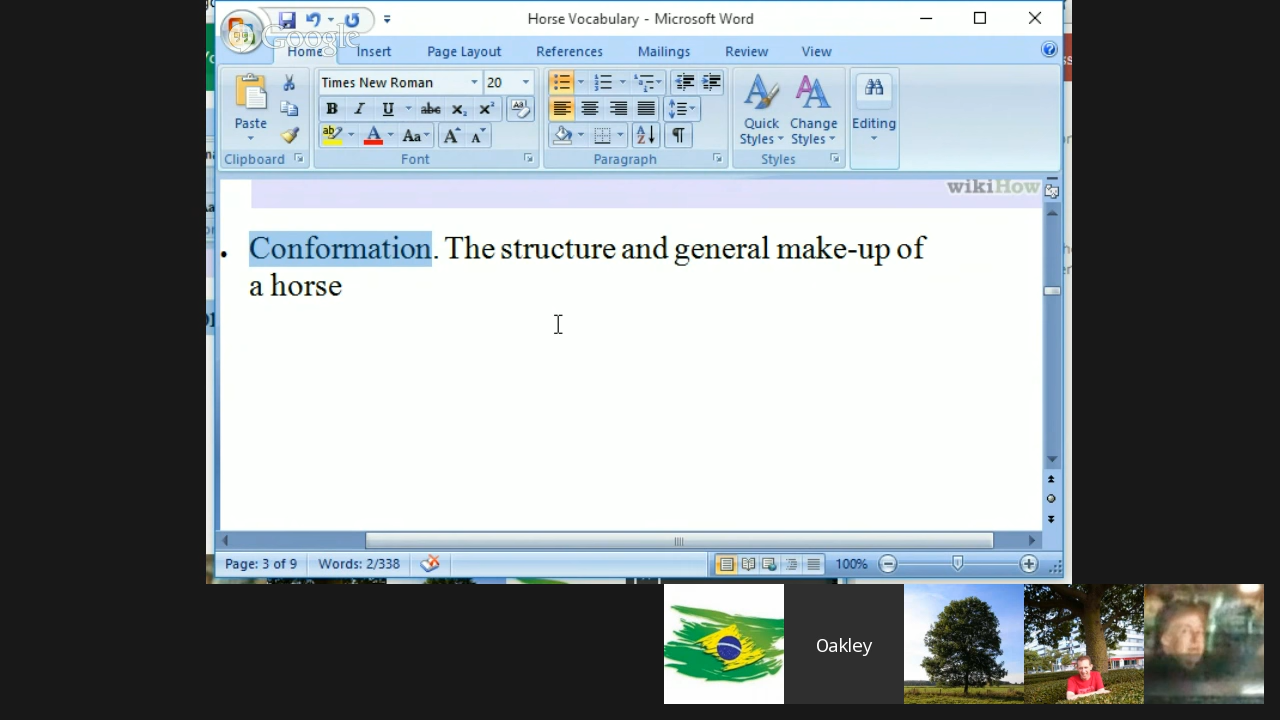 Horse Vocabulary - Microsoft Word
Google
Home Insert Page Layout References Mailings Review View
Times New Roman 20
Paste
Quick Styles
Change Styles
Editing
Clipboard Font Paragraph Styles
wikiHow
• Conformation. The structure and general make-up of
a horse
Page: 3 of 9 Words: 2/338 100%
Oakley